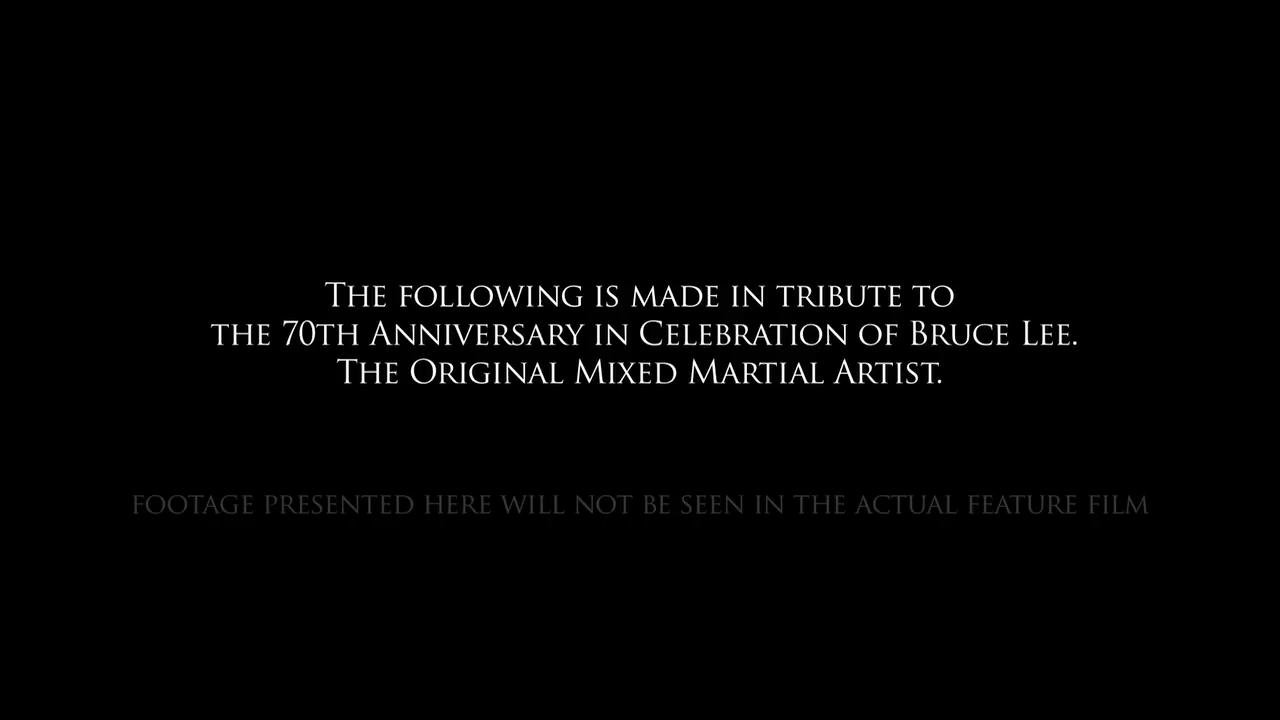 The following is made in tribute to
the 70th Anniversary in Celebration of Bruce Lee.
The Original Mixed Martial Artist.
footage presented here will not be seen in the actual feature film